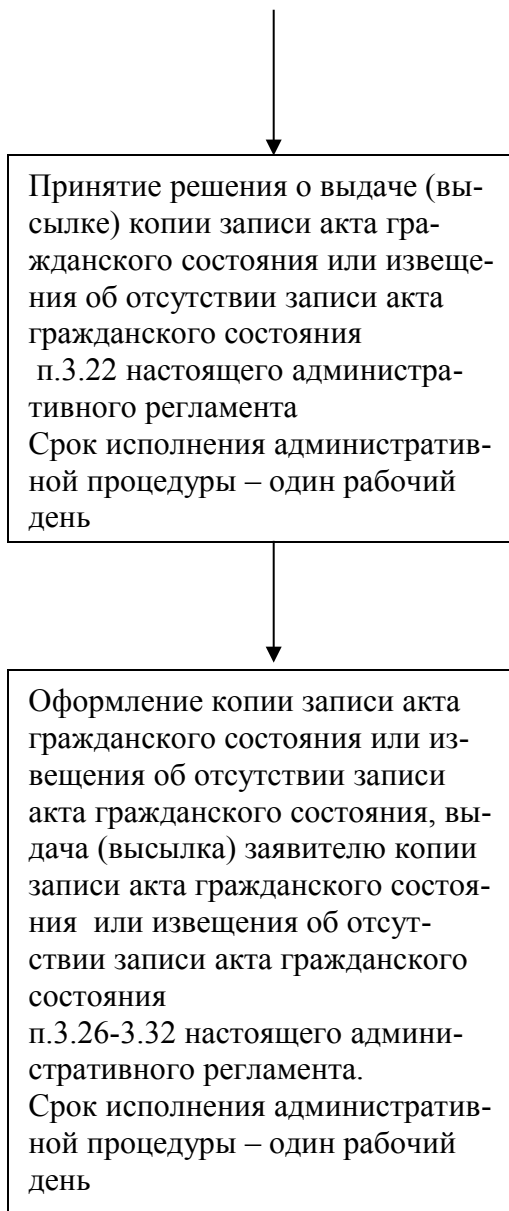 Принятие решения о выдаче (вы-
сылке) копии записи акта гра-
жданского состояния или извеще-
ния об отсутствии записи акта
гражданского состояния
п.3.22 настоящего администра-
тивного регламента
Срок исполнения административ-
ной процедуры – один рабочий
день
Оформление копии записи акта
гражданского состояния или из-
вещения об отсутствии записи
акта гражданского состояния, вы-
дача (высылка) заявителю копии
записи акта гражданского состоя-
ния или извещения об отсут-
ствии записи акта гражданского
состояния
п.3.26-3.32 настоящего админи-
стративного регламента.
Срок исполнения административ-
ной процедуры – один рабочий
день